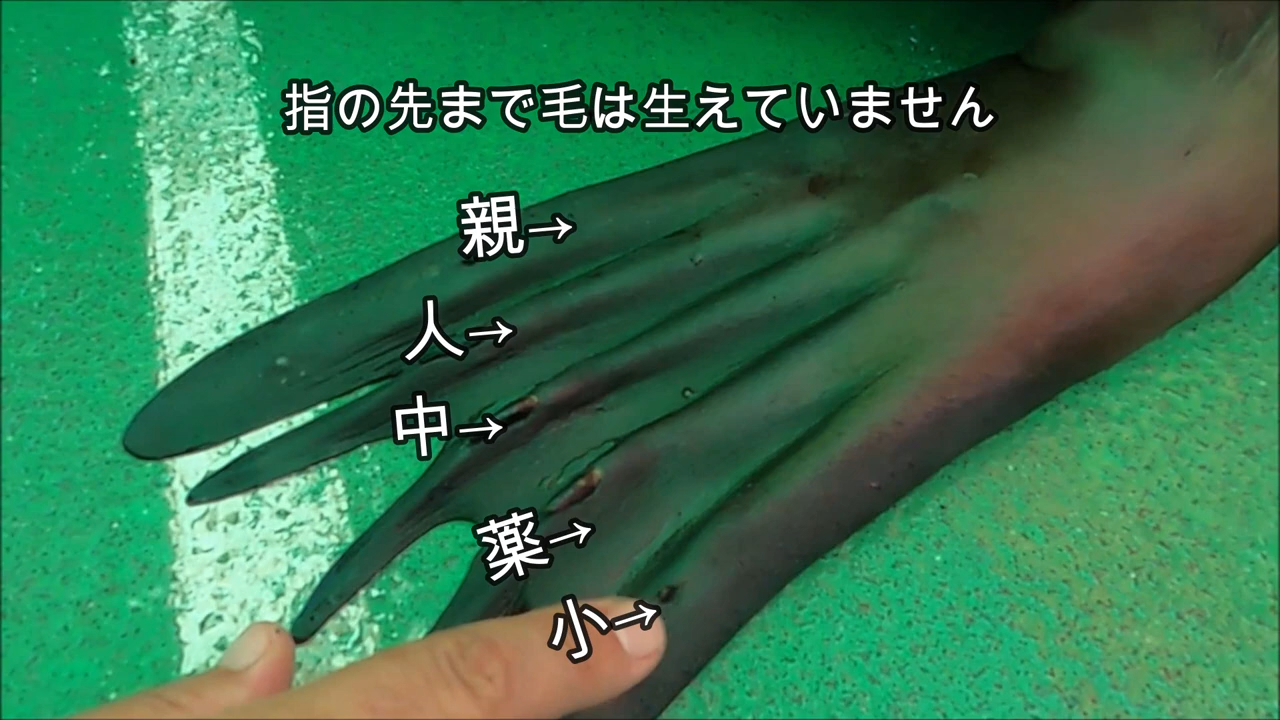 指の先まで毛は生えていません
親→
人→
中→
薬→
小→